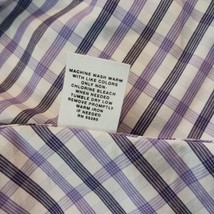 MACHINE WASH WARM
WITH LIKE COLORS
ONLY NON-
CHLORINE BLEACH
WHEN NEEDED
TUMBLE DRY LOW
REMOVE PROMPTLY
WARM IRON
IF NEEDED
RN